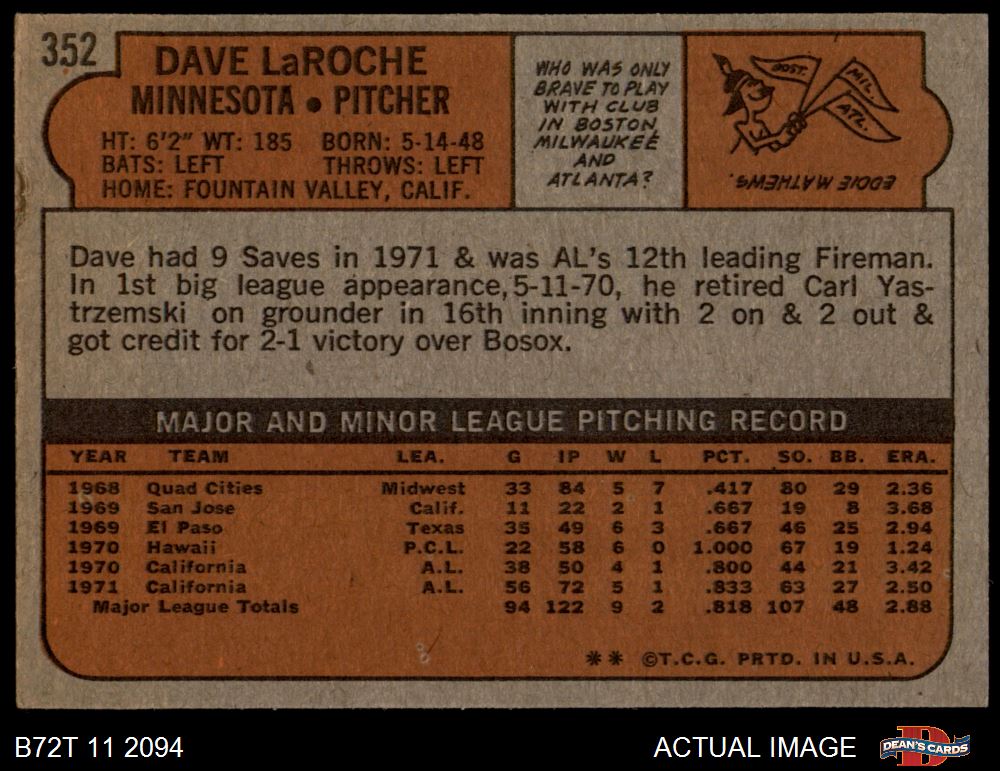 352
DAVE LaROCHE
MINNESOTA • PITCHER
HT: 6'2" WT: 185 BORN: 5-14-48
BATS: LEFT THROWS: LEFT
HOME: FOUNTAIN VALLEY, CALIF.
WHO WAS ONLY
BRAVE TO PLAY
WITH CLUB
IN BOSTON,
MILWAUKEE
AND
ATLANTA?
BOST.
MIL.
ATL.
EDDIE MATHEWS.
Dave had 9 Saves in 1971 & was AL's 12th leading Fireman.
In 1st big league appearance, 5-11-70, he retired Carl Yas-
trzemski on grounder in 16th inning with 2 on & 2 out &
got credit for 2-1 victory over Bosox.
MAJOR AND MINOR LEAGUE PITCHING RECORD
YEAR TEAM LEA. G IP W L PCT. SO. BB. ERA.
1968 Quad Cities Midwest 33 84 5 7 .417 80 29 2.36
1969 San Jose Calif. 11 22 2 1 .667 19 8 3.68
1969 El Paso Texas 35 49 6 3 .667 46 25 2.94
1970 Hawaii P.C.L. 22 58 6 0 1.000 67 19 1.24
1970 California A.L. 38 50 4 1 .800 44 21 3.42
1971 California A.L. 56 72 5 1 .833 63 27 2.50
Major League Totals 94 122 9 2 .818 107 48 2.88
** ©T.C.G. PRTD. IN U.S.A.
B72T 11 2094
ACTUAL IMAGE
DEAN'S CARDS